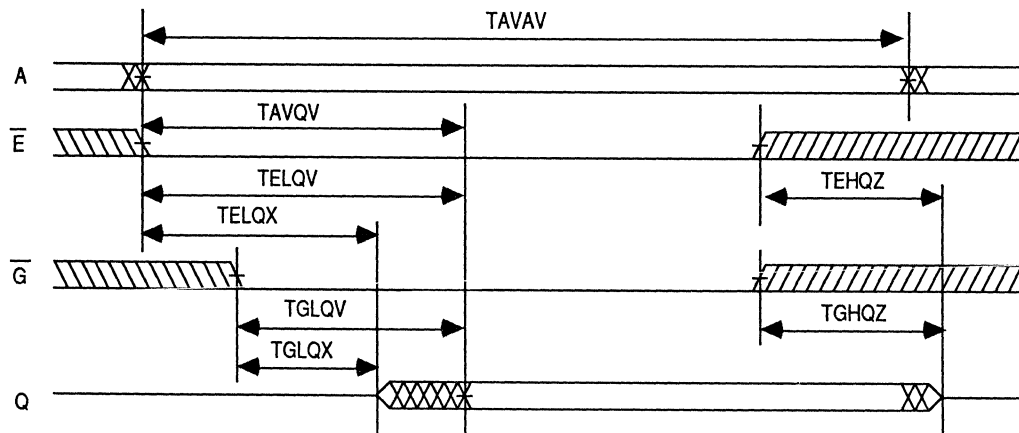 TAVAV
A
TAVQV
E̅
TELQV
TEHQZ
TELQX
G̅
TGLQV
TGHQZ
TGLQX
Q